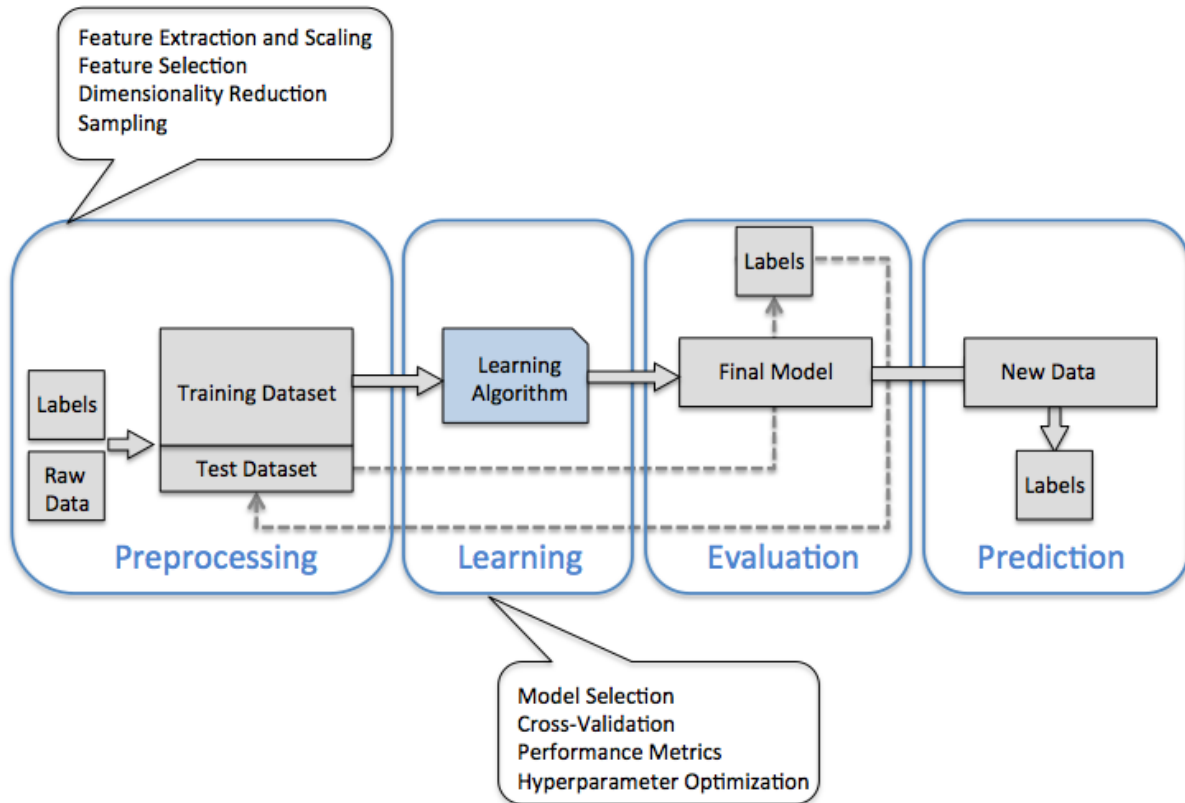 Feature Extraction and Scaling
Feature Selection
Dimensionality Reduction
Sampling
Labels
Raw
Data
Training Dataset
Test Dataset
Preprocessing
Learning
Algorithm
Learning
Labels
Final Model
Evaluation
New Data
Labels
Prediction
Model Selection
Cross-Validation
Performance Metrics
Hyperparameter Optimization